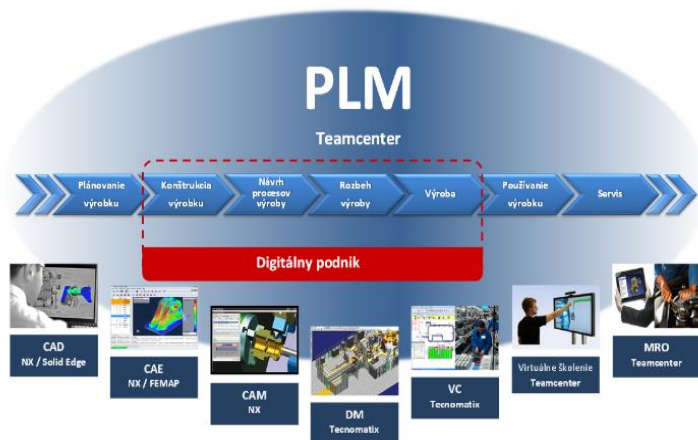 PLM
Teamcenter
Plánovanie
výrobku
Konštrukcia
výrobku
Návrh
procesov
výroby
Rozbeh
výroby
Výroba
Používanie
výrobku
Servis
Digitálny podnik
CAD
NX / Solid Edge
CAE
NX / FEMAP
CAM
NX
DM
Tecnomatix
VC
Tecnomatix
Virtuálne školenie
Teamcenter
MRO
Teamcenter